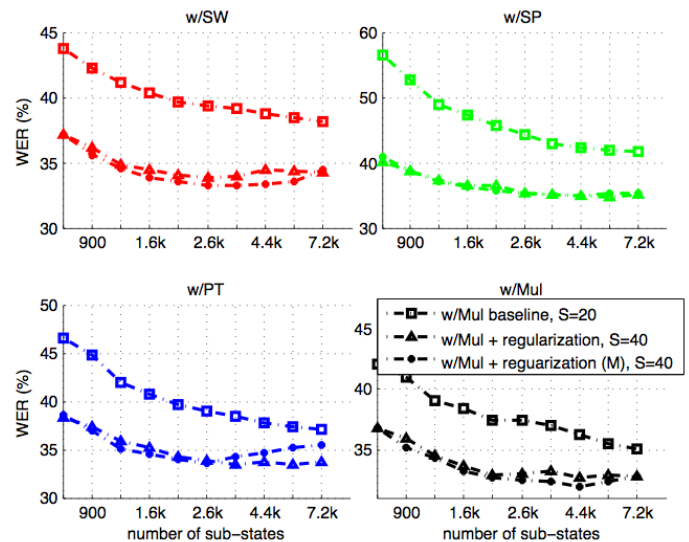 w/SW
w/SP
45
40
35
30
WER (%)
900 1.6k 2.6k 4.4k 7.2k
60
50
40
30
900 1.6k 2.6k 4.4k 7.2k
w/PT
w/Mul
50
45
40
35
30
WER (%)
900 1.6k 2.6k 4.4k 7.2k
number of sub-states
w/Mul baseline, S=20
w/Mul + regularization, S=40
w/Mul + reguarization (M), S=40
45
40
35
900 1.6k 2.6k 4.4k 7.2k
number of sub-states